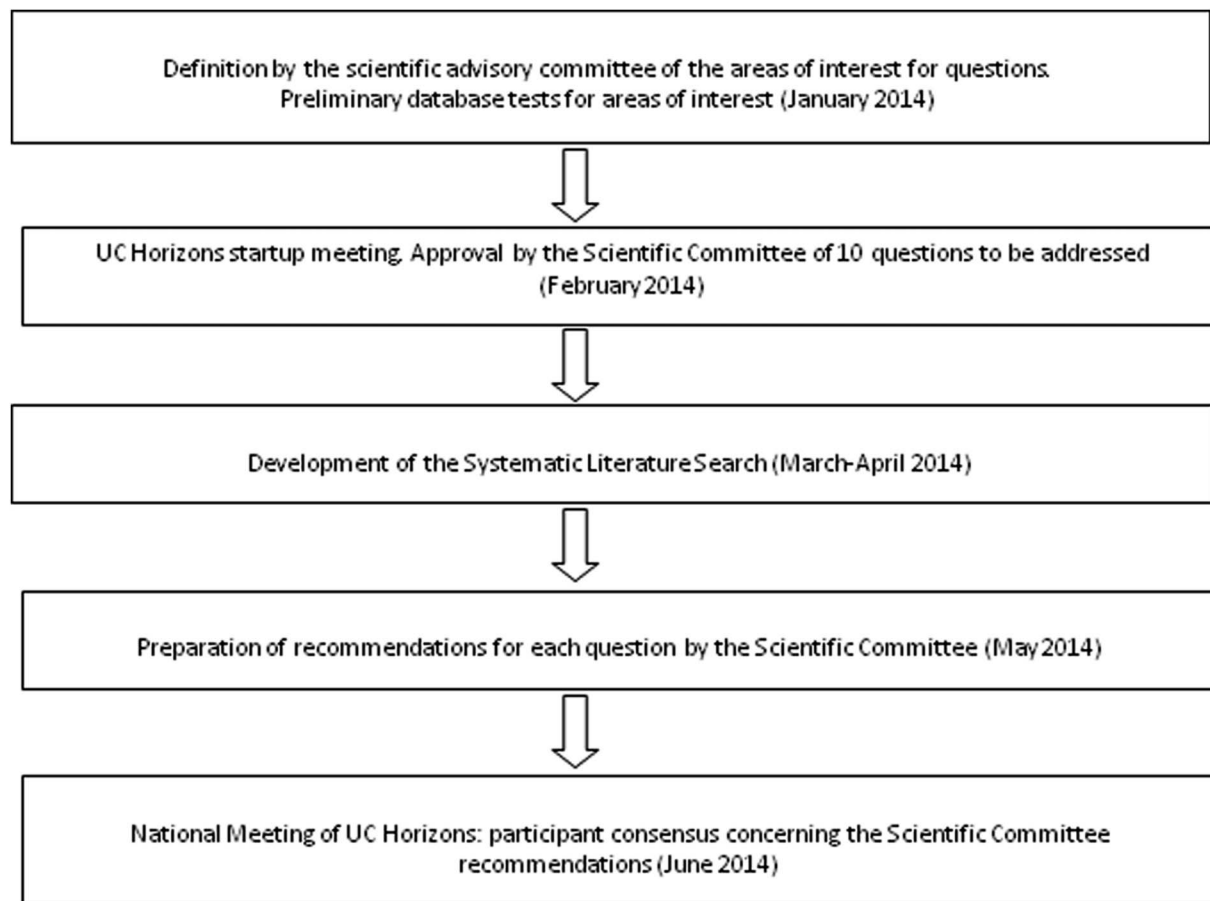 Definition by the scientific advisory committee of the areas of interest for questions.
Preliminary database tests for areas of interest (January 2014)
UC Horizons startup meeting. Approval by the Scientific Committee of 10 questions to be addressed
(February 2014)
Development of the Systematic Literature Search (March-April 2014)
Preparation of recommendations for each question by the Scientific Committee (May 2014)
National Meeting of UC Horizons: participant consensus concerning the Scientific Committee
recommendations (June 2014)